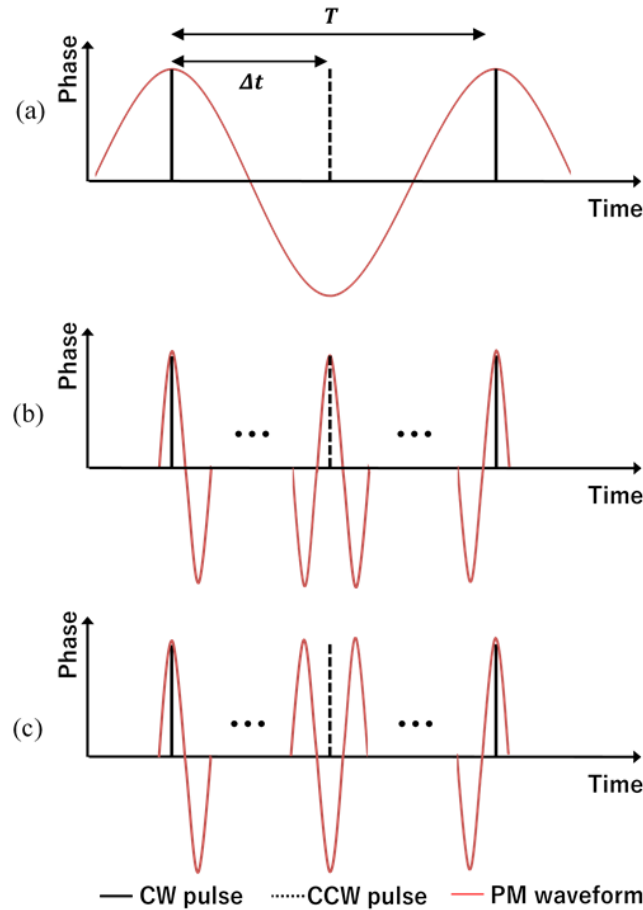 T
Phase
Δt
(a)
Time
Phase
(b)
Time
Phase
(c)
Time
CW pulse CCW pulse PM waveform